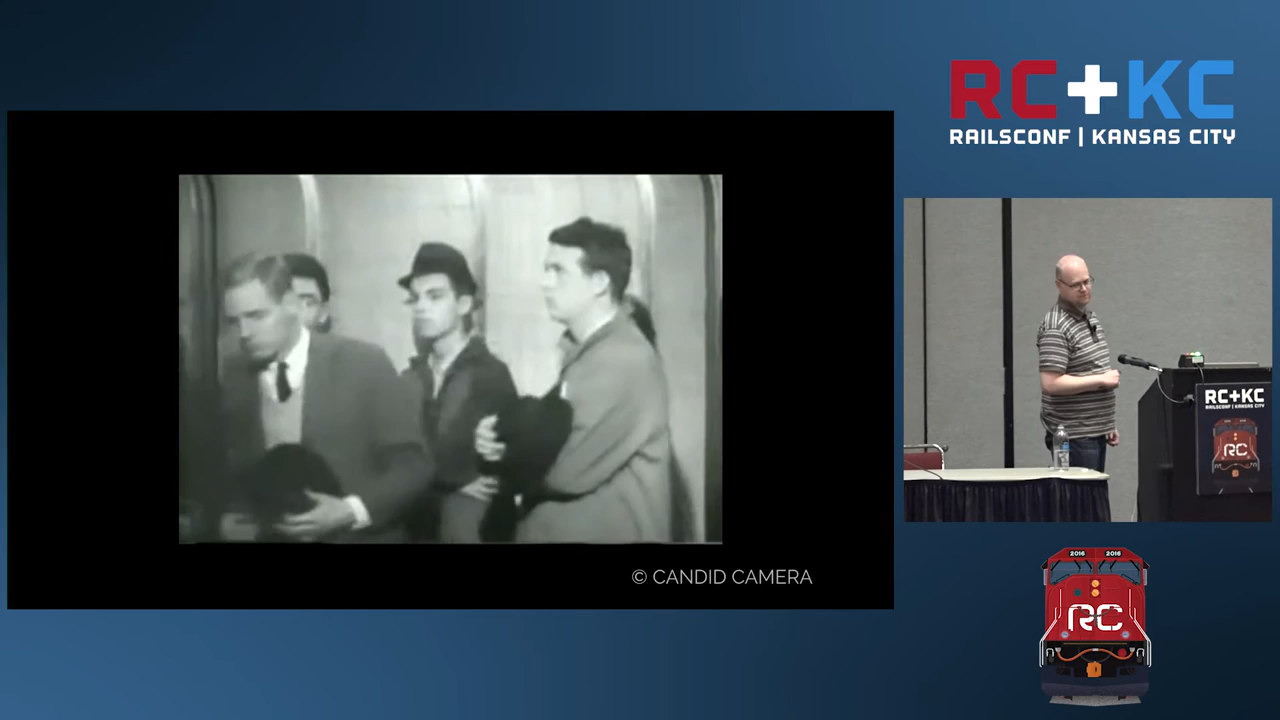 RC+KC
RAILSCONF | KANSAS CITY
© CANDID CAMERA
RC+KC
RAILSCONF | KANSAS CITY
RC
2016 2016
RC